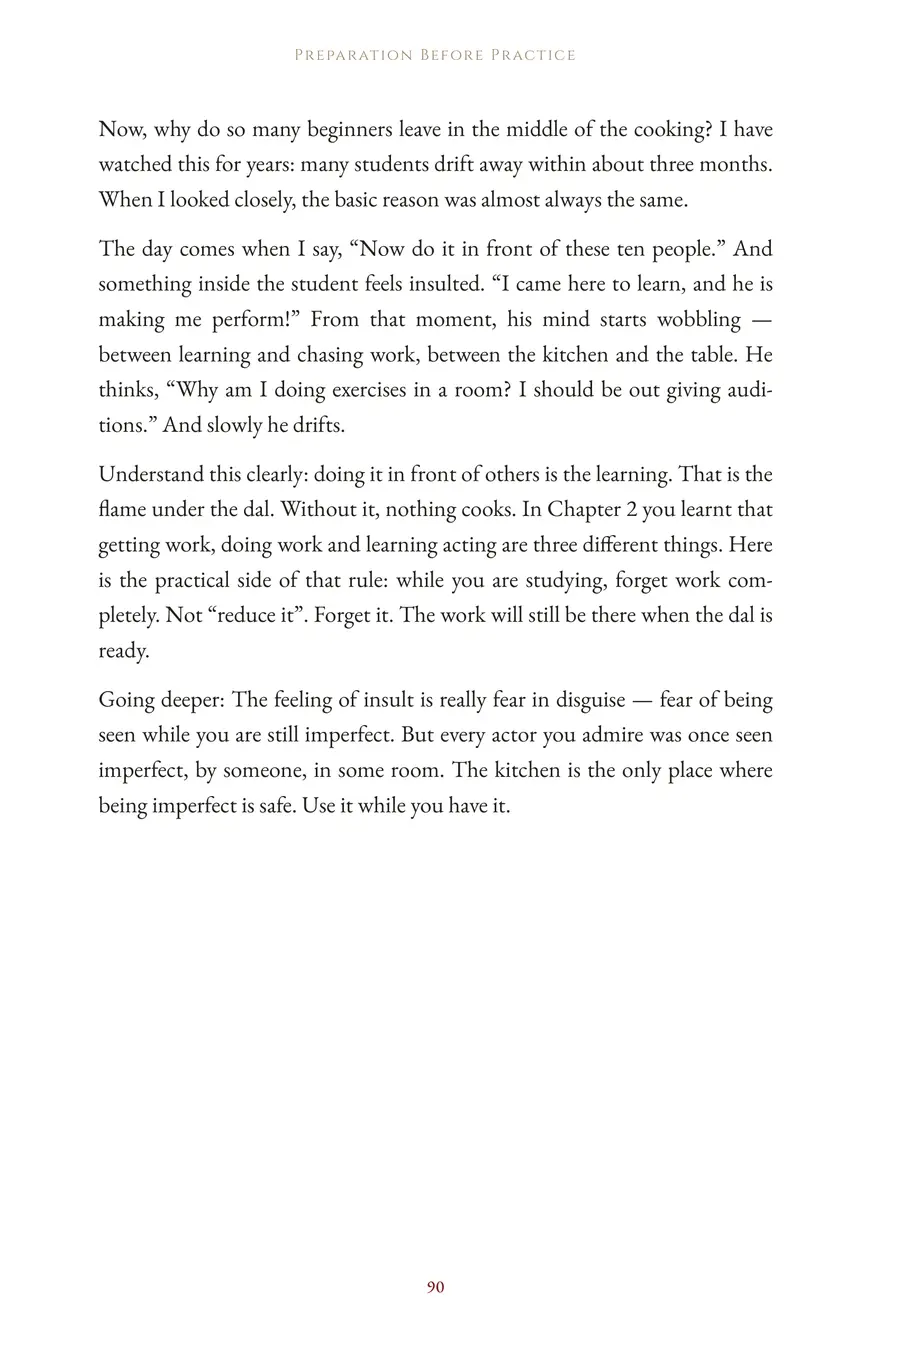 Preparation Before Practice
Now, why do so many beginners leave in the middle of the cooking? I have
watched this for years: many students drift away within about three months.
When I looked closely, the basic reason was almost always the same.
The day comes when I say, “Now do it in front of these ten people.” And
something inside the student feels insulted. “I came here to learn, and he is
making me perform!” From that moment, his mind starts wobbling —
between learning and chasing work, between the kitchen and the table. He
thinks, “Why am I doing exercises in a room? I should be out giving audi-
tions.” And slowly he drifts.
Understand this clearly: doing it in front of others is the learning. That is the
flame under the dal. Without it, nothing cooks. In Chapter 2 you learnt that
getting work, doing work and learning acting are three different things. Here
is the practical side of that rule: while you are studying, forget work com-
pletely. Not “reduce it”. Forget it. The work will still be there when the dal is
ready.
Going deeper: The feeling of insult is really fear in disguise — fear of being
seen while you are still imperfect. But every actor you admire was once seen
imperfect, by someone, in some room. The kitchen is the only place where
being imperfect is safe. Use it while you have it.
90